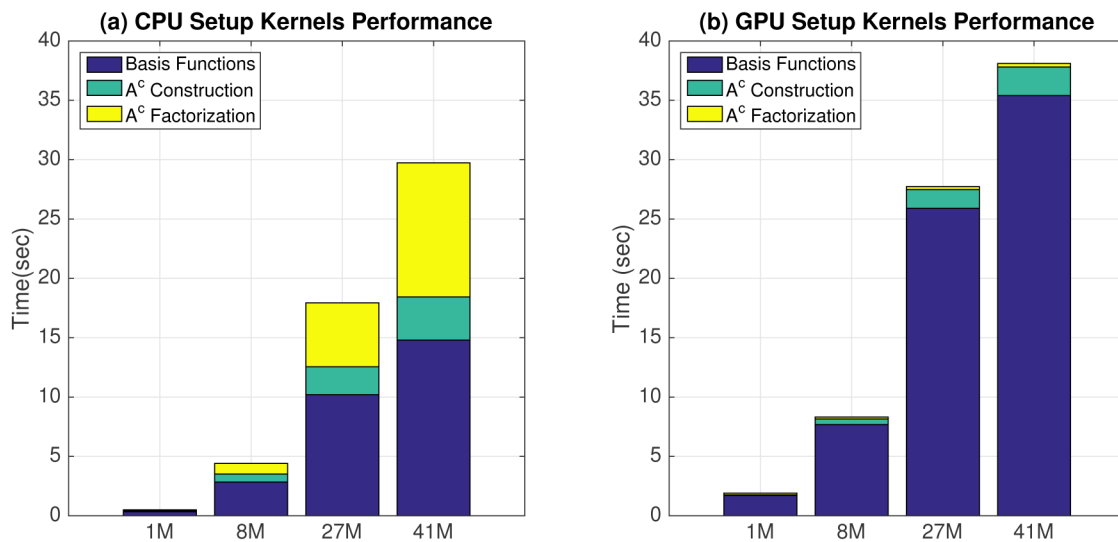 (a) CPU Setup Kernels Performance
40
35
30
25
20
15
10
5
0
Time(sec)
Basis Functions
A^c Construction
A^c Factorization
1M 8M 27M 41M
(b) GPU Setup Kernels Performance
40
35
30
25
20
15
10
5
0
Time (sec)
Basis Functions
A^c Construction
A^c Factorization
1M 8M 27M 41M